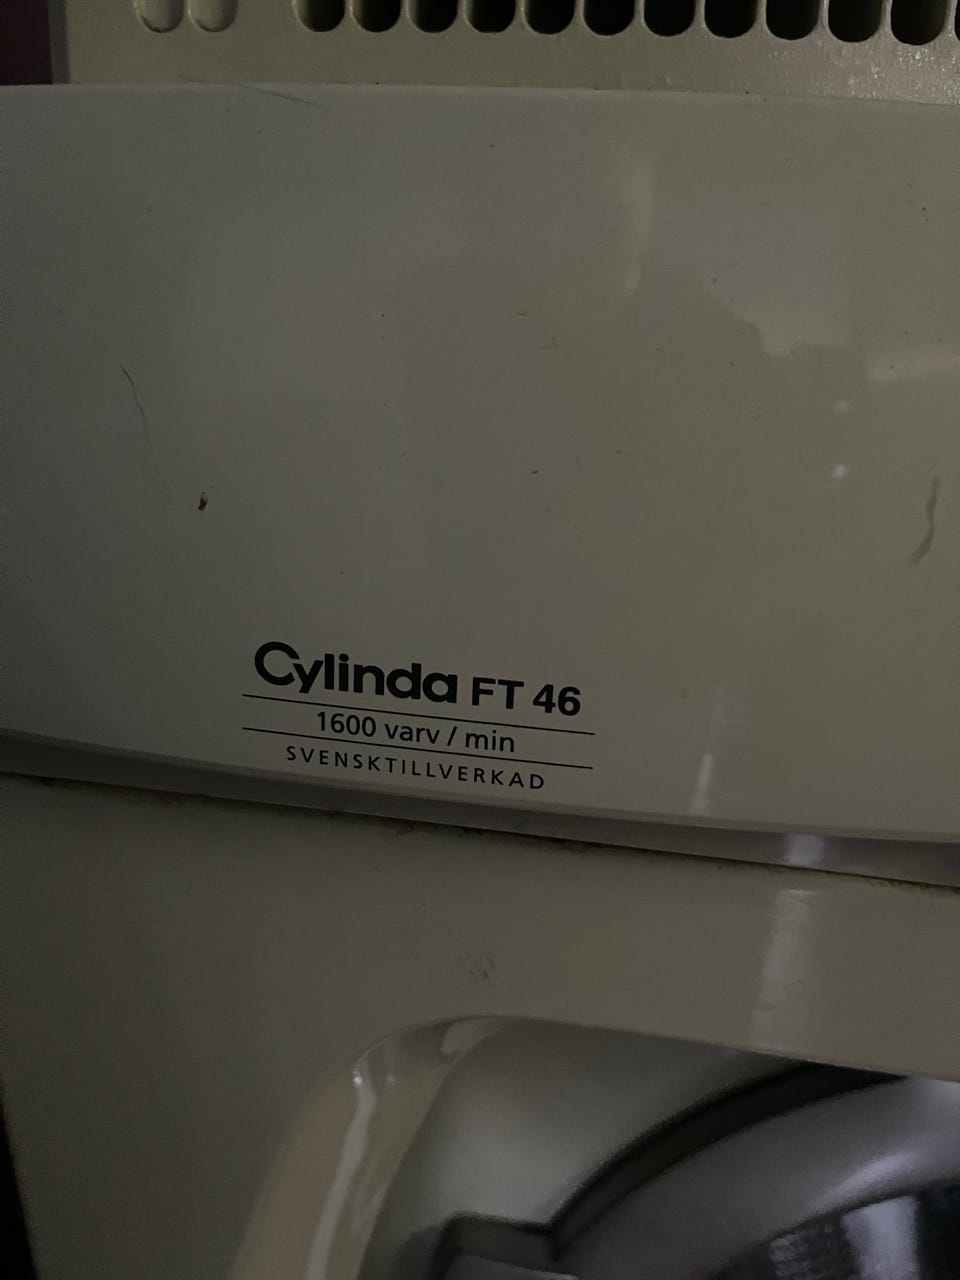 Cylinda FT 46
1600 varv / min
SVENSKTILLVERKAD